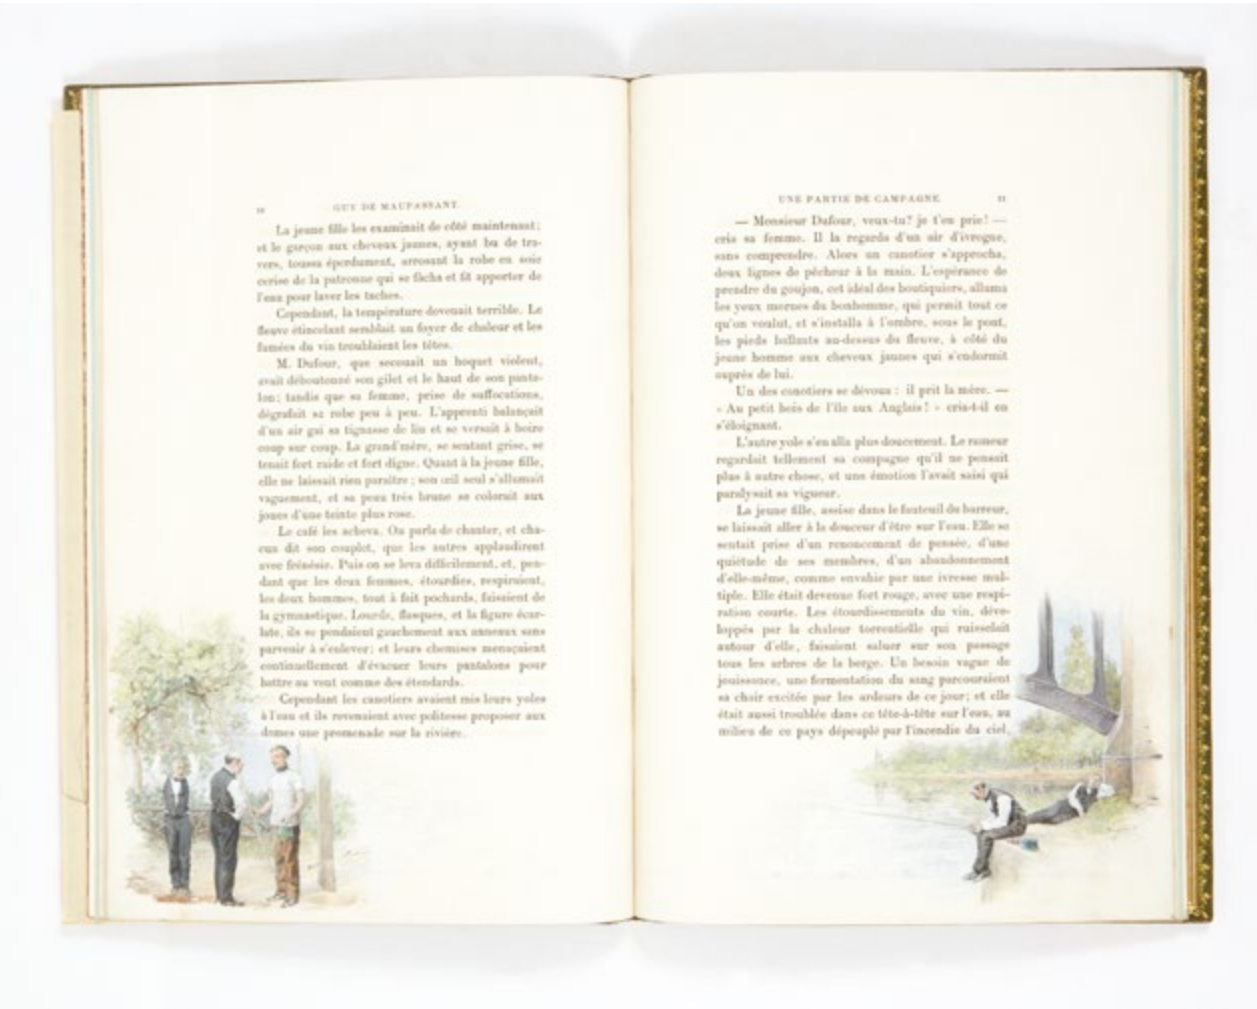 10 GUY DE MAUPASSANT.
La jeune fille les examinait de côté maintenant;
et le garçon aux cheveux jaunes, ayant bu de tra-
vers, toussa éperdument, arrosant la robe en soie
cerise de la patronne qui se fâcha et fit apporter de
l'eau pour laver les taches.
Cependant, la température devenait terrible. Le
fleuve étincelant semblait un foyer de chaleur et les
fumées du vin troublaient les têtes.
M. Dufour, que secouait un hoquet violent,
avait déboutonné son gilet et le haut de son panta-
lon; tandis que sa femme, prise de suffocations,
dégrafait sa robe peu à peu. L'apprenti balançait
d'un air gai sa tignasse de lin et se versait à boire
coup sur coup. La grand'mère, se sentant grise, se
tenait fort raide et fort digne. Quant à la jeune fille,
elle ne laissait rien paraître; son œil seul s'allumait
vaguement, et sa peau très brune se colorait aux
joues d'une teinte plus rose.
Le café les acheva. On parla de chanter, et cha-
cun dit son couplet, que les autres applaudirent
avec frénésie. Puis on se leva difficilement, et, pen-
dant que les deux femmes, étourdies, respiraient,
les deux hommes, tout à fait pochards, faisaient de
la gymnastique. Lourds, flasques, et la figure écar-
late, ils se pendaient gauchement aux anneaux sans
parvenir à s'enlever; et leurs chemises menaçaient
continuellement d'évacuer leurs pantalons pour
battre au vent comme des étendards.
Cependant les canotiers avaient mis leurs yoles
à l'eau et ils revenaient avec politesse proposer aux
dames une promenade sur la rivière.
UNE PARTIE DE CAMPAGNE. 11
— Monsieur Dufour, veux-tu? je t'en prie! —
cria sa femme. Il la regarda d'un air d'ivrogne,
sans comprendre. Alors un canotier s'approcha,
deux lignes de pêcheur à la main. L'espérance de
prendre du goujon, cet idéal des boutiquiers, alluma
les yeux mornes du bonhomme, qui permit tout ce
qu'on voulut, et s'installa à l'ombre, sous le pont,
les pieds ballants au-dessus du fleuve, à côté du
jeune homme aux cheveux jaunes qui s'endormit
auprès de lui.
Un des canotiers se dévoua : il prit la mère. —
« Au petit bois de l'île aux Anglais! » cria-t-il en
s'éloignant.
L'autre yole s'en alla plus doucement. Le rameur
regardait tellement sa compagne qu'il ne pensait
plus à autre chose, et une émotion l'avait saisi qui
paralysait sa vigueur.
La jeune fille, assise dans le fauteuil du barreur,
se laissait aller à la douceur d'être sur l'eau. Elle se
sentait prise d'un renoncement de pensée, d'une
quiétude de ses membres, d'un abandonnement
d'elle-même, comme envahie par une ivresse mul-
tiple. Elle était devenue fort rouge, avec une respi-
ration courte. Les étourdissements du vin, déve-
loppés par la chaleur torrentielle qui ruisselait
autour d'elle, faisaient saluer sur son passage
tous les arbres de la berge. Un besoin vague de
jouissance, une fermentation du sang parcouraient
sa chair excitée par les ardeurs de ce jour; et elle
était aussi troublée dans ce tête-à-tête sur l'eau, au
milieu de ce pays dépeuplé par l'incendie du ciel,